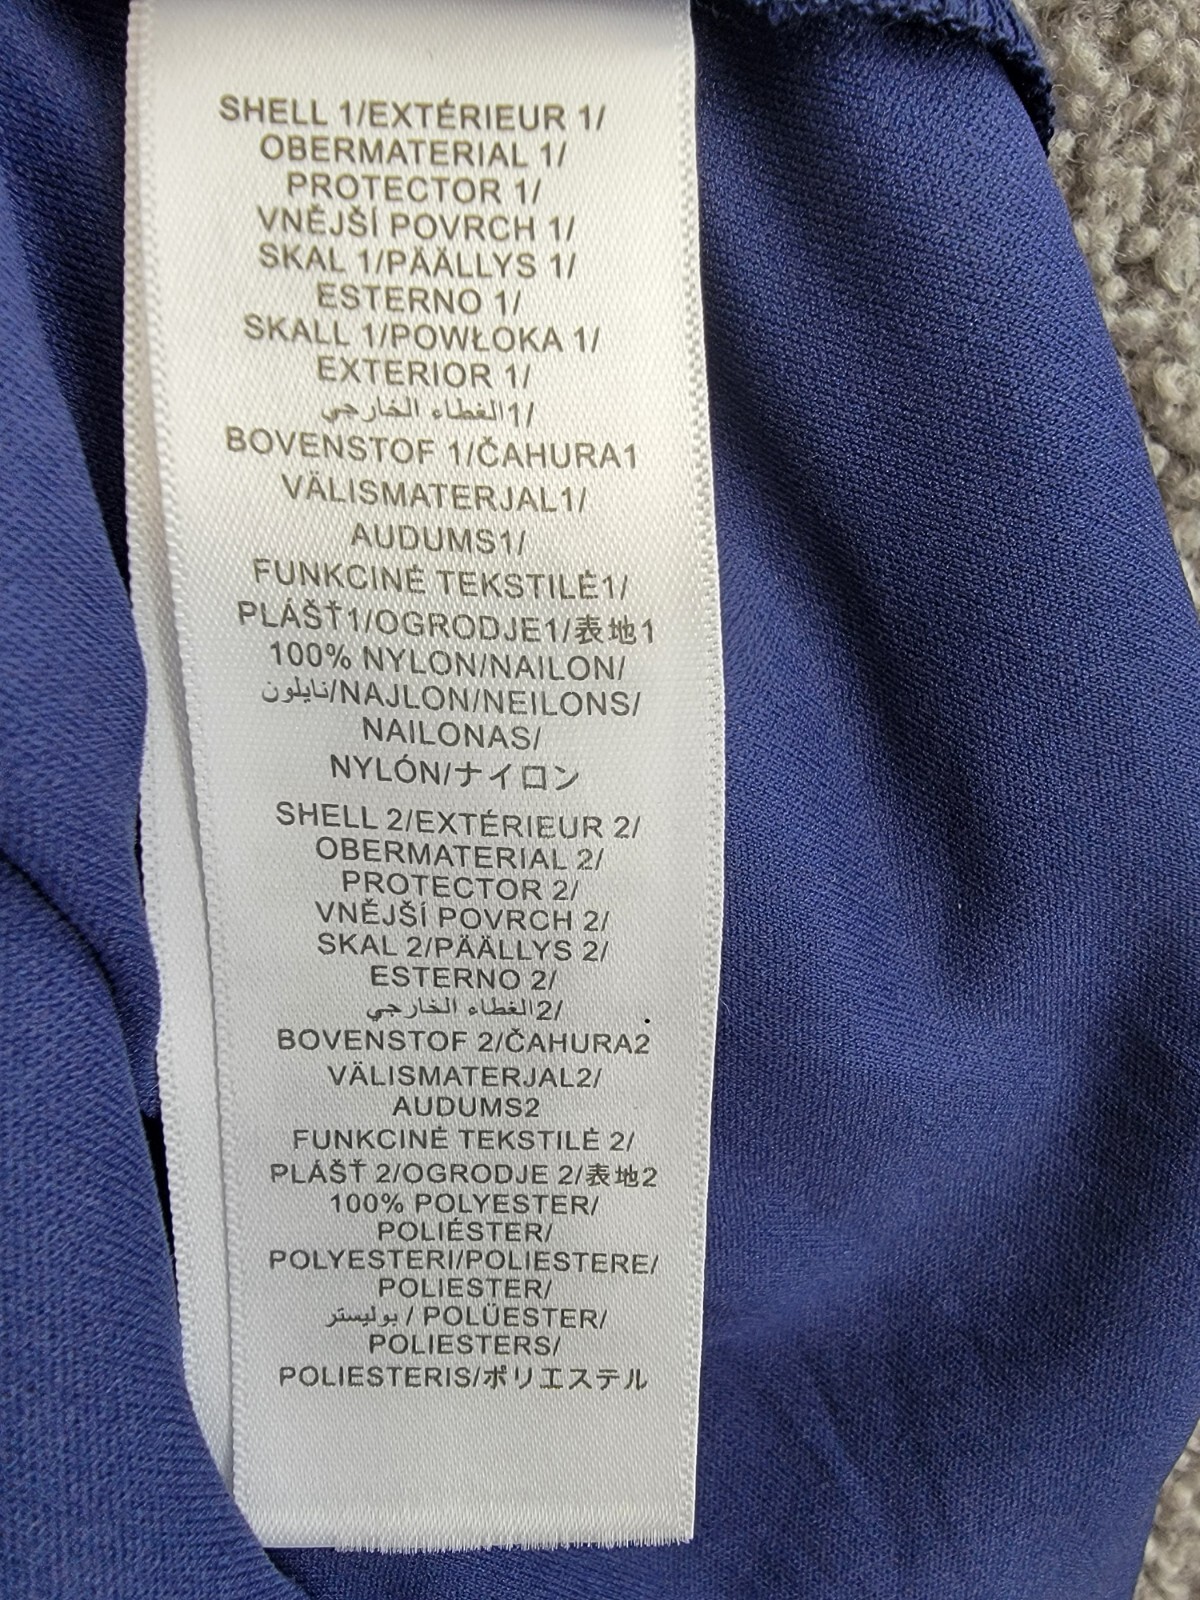 SHELL 1/EXTÉRIEUR 1/
OBERMATERIAL 1/
PROTECTOR 1/
VNĚJŠÍ POVRCH 1/
SKAL 1/PÄÄLLYS 1/
ESTERNO 1/
SKALL 1/POWŁOKA 1/
EXTERIOR 1/
الغطاء الخارجي1/
BOVENSTOF 1/ČAHURA1
VÄLISMATERJAL1/
AUDUMS1/
FUNKCINĖ TEKSTILĖ1/
PLÁŠŤ1/OGRODJE1/表地1
100% NYLON/NAILON/
نايلون/NAJLON/NEILONS/
NAILONAS/
NYLÓN/ナイロン
SHELL 2/EXTÉRIEUR 2/
OBERMATERIAL 2/
PROTECTOR 2/
VNĚJŠÍ POVRCH 2/
SKAL 2/PÄÄLLYS 2/
ESTERNO 2/
الغطاء الخارجي2/
BOVENSTOF 2/ČAHURA2
VÄLISMATERJAL2/
AUDUMS2
FUNKCINĖ TEKSTILĖ 2/
PLÁŠŤ 2/OGRODJE 2/表地2
100% POLYESTER/
POLIÉSTER/
POLYESTERI/POLIESTERE/
POLIESTER/
بوليستر / POLÜESTER/
POLIESTERS/
POLIESTERIS/ポリエステル